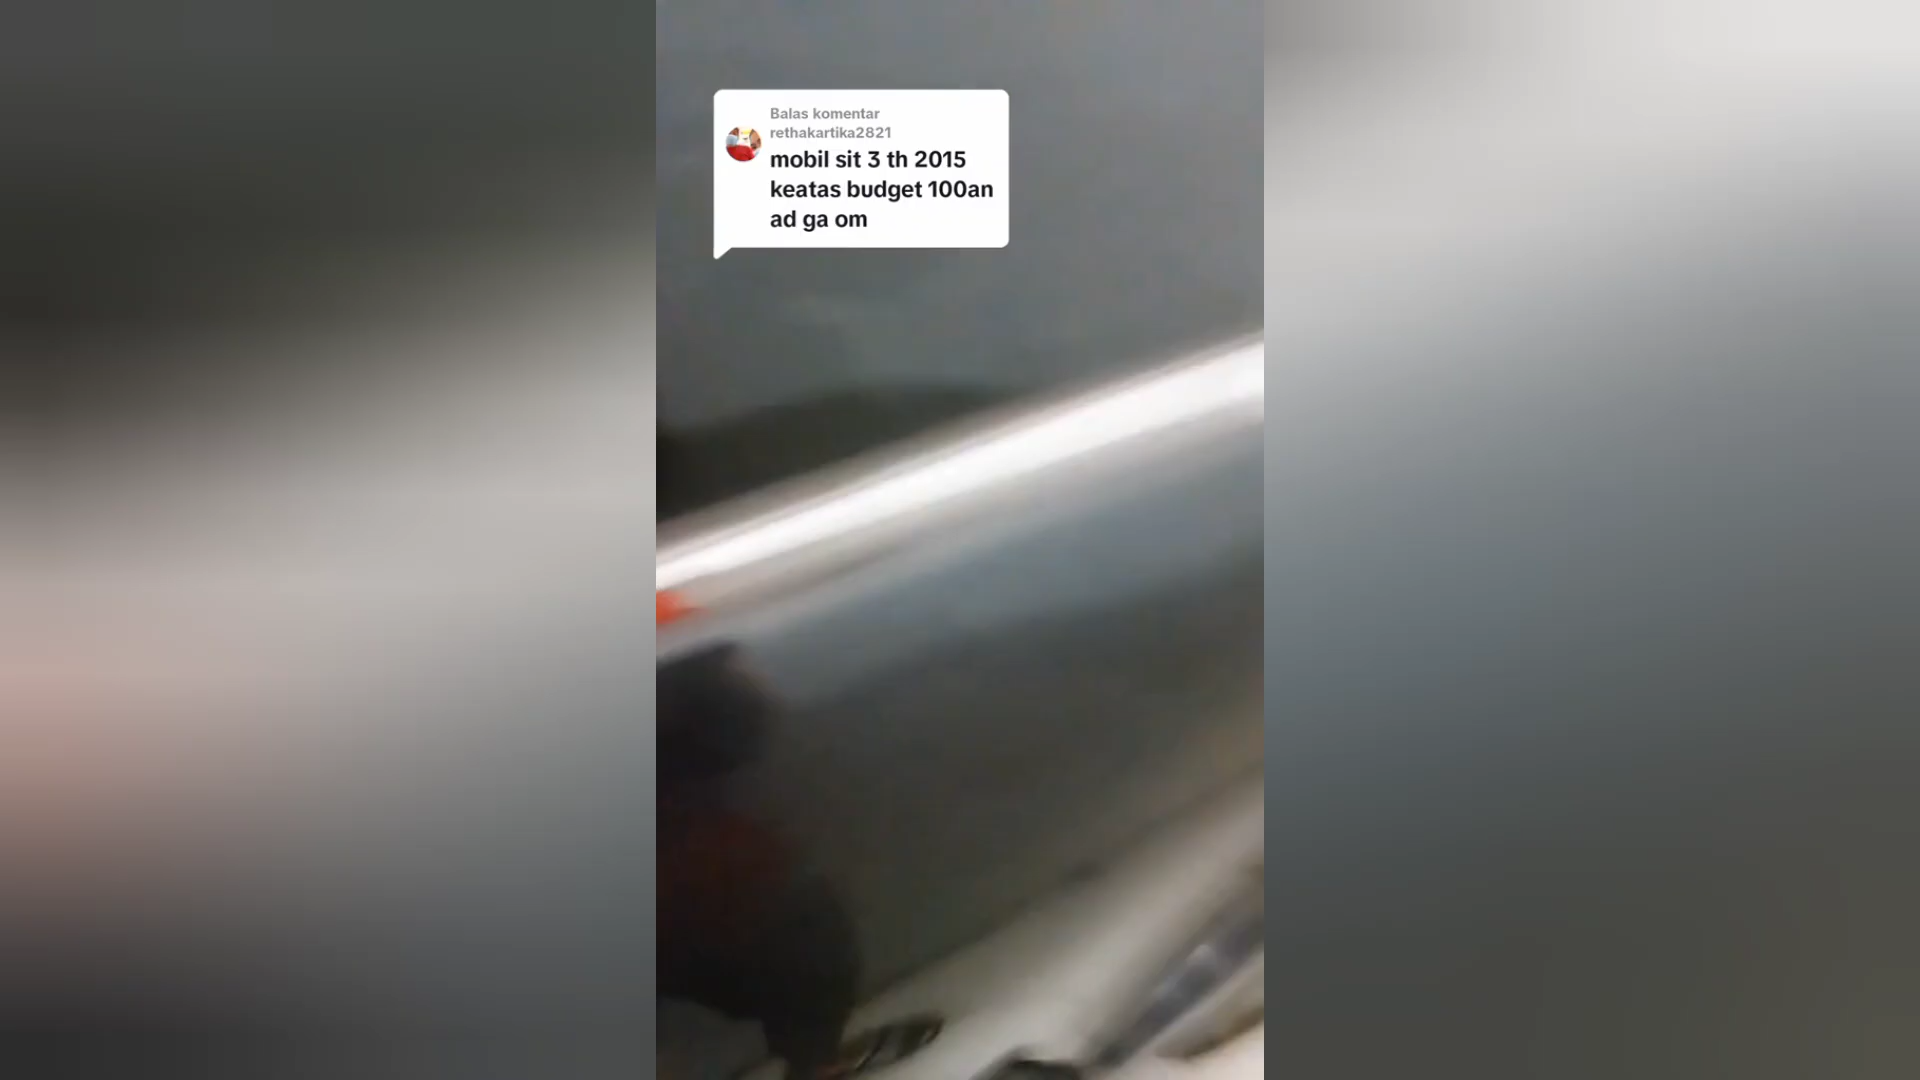 Balas komentar
rethakartika2821
mobil sit 3 th 2015
keatas budget 100an
ad ga om